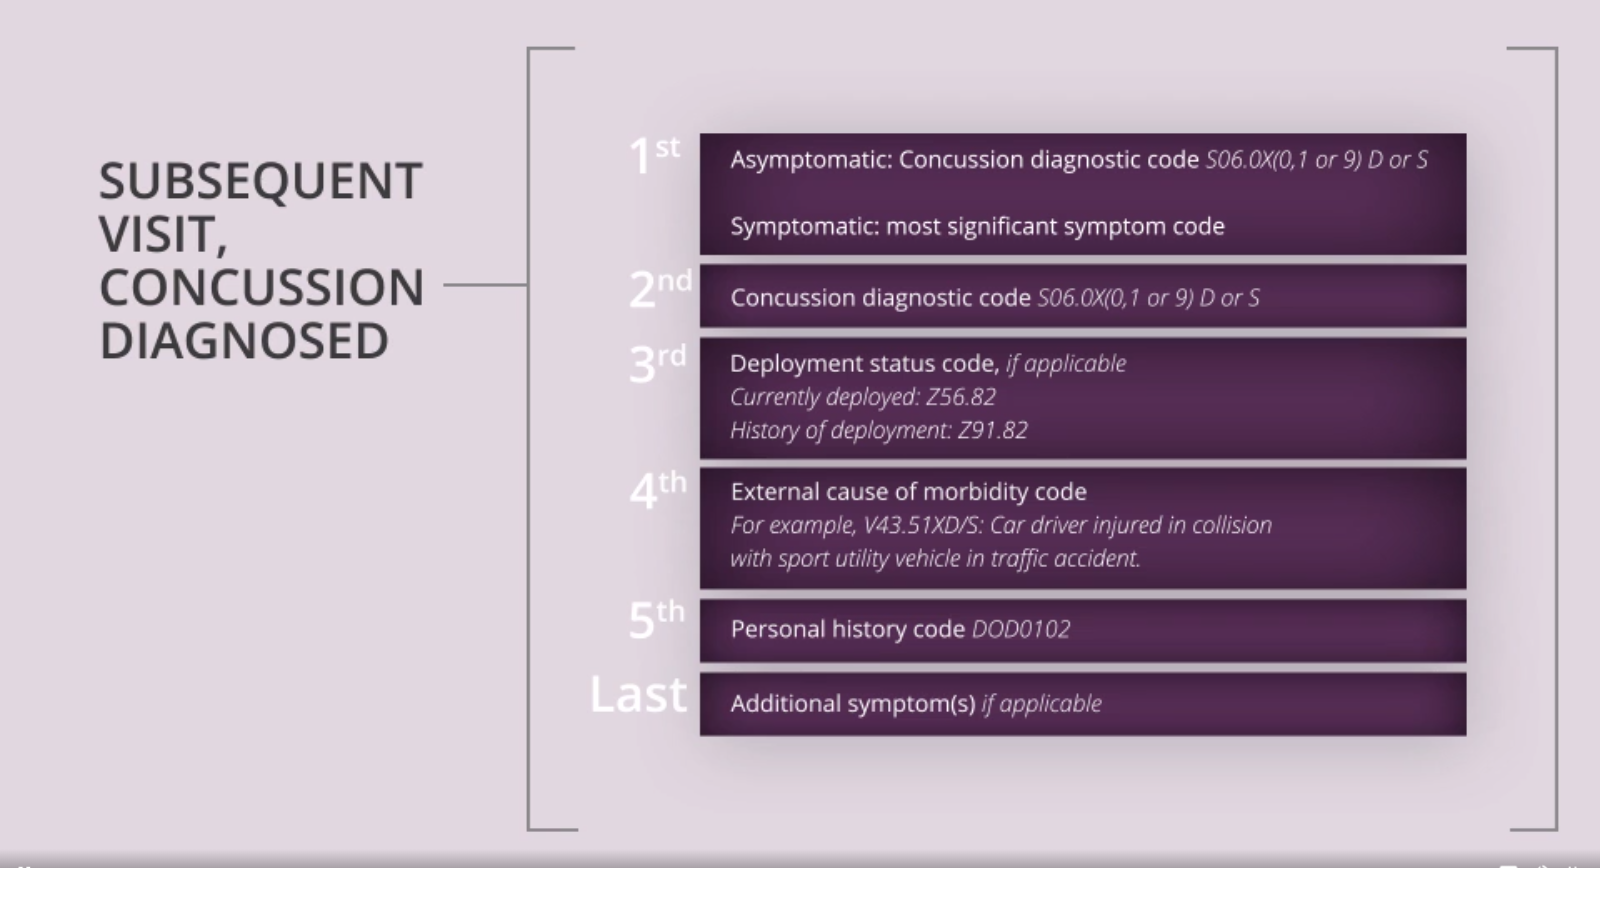 SUBSEQUENT
VISIT,
CONCUSSION
DIAGNOSED
1st
Asymptomatic: Concussion diagnostic code S06.0X(0,1 or 9) D or S
Symptomatic: most significant symptom code
2nd
Concussion diagnostic code S06.0X(0,1 or 9) D or S
3rd
Deployment status code, if applicable
Currently deployed: Z56.82
History of deployment: Z91.82
4th
External cause of morbidity code
For example, V43.51XD/S: Car driver injured in collision
with sport utility vehicle in traffic accident.
5th
Personal history code DOD0102
Last
Additional symptom(s) if applicable